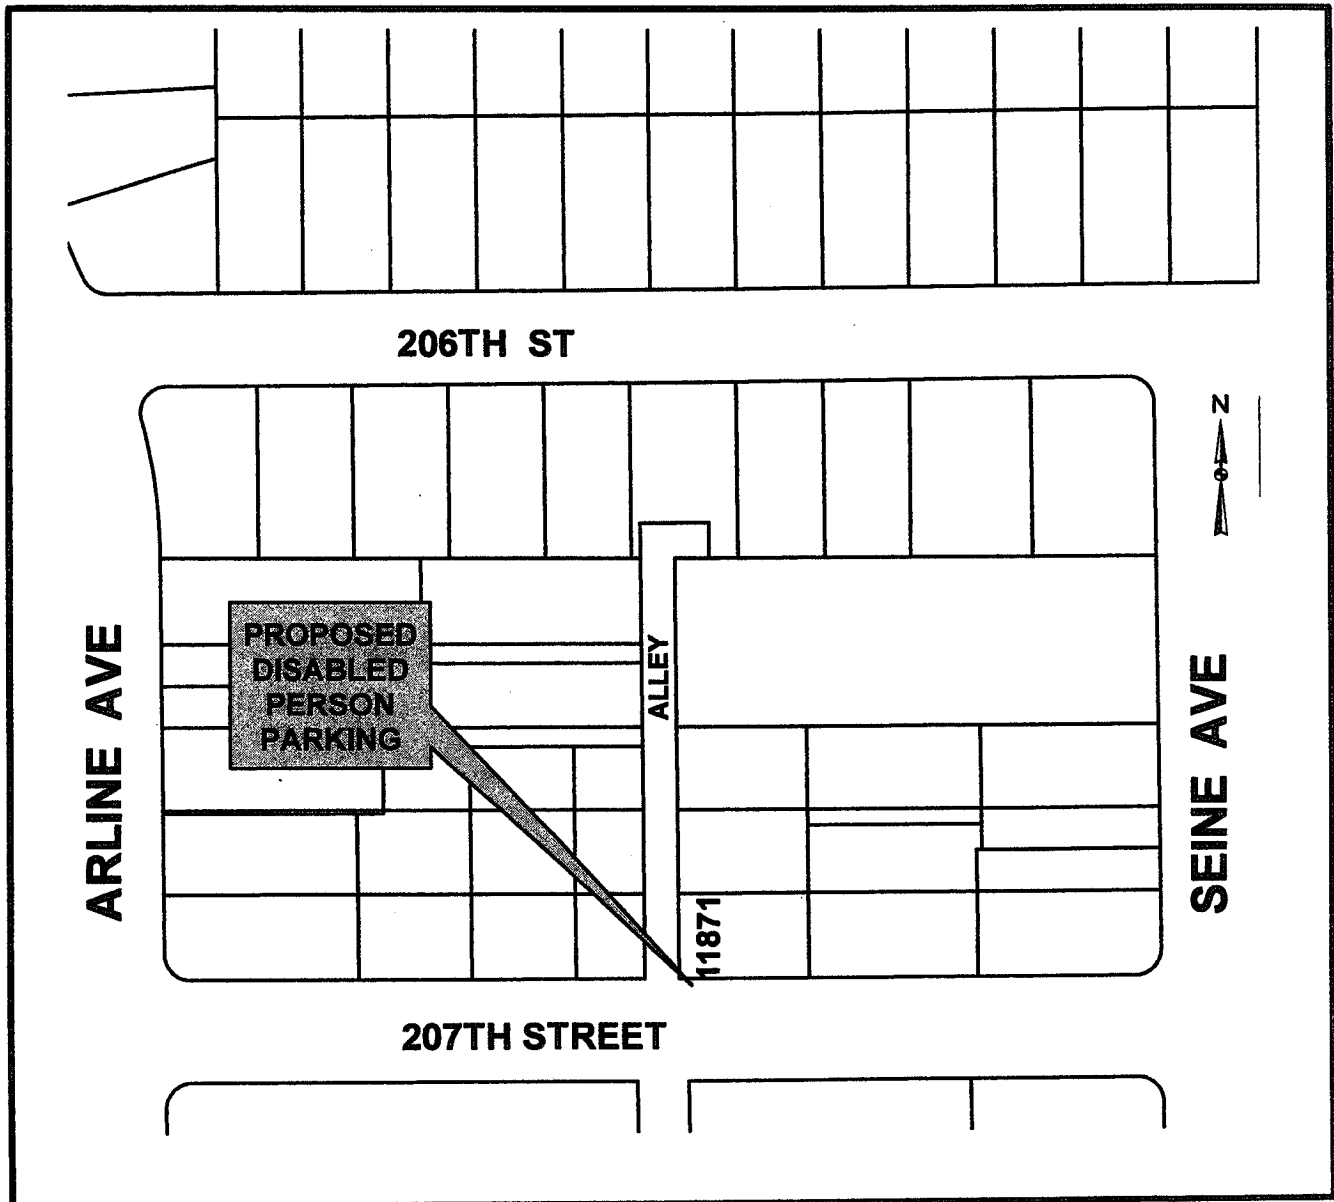 206TH ST
N
PROPOSED
DISABLED
PERSON
PARKING
ALLEY
ARLINE AVE
SEINE AVE
11871
207TH STREET